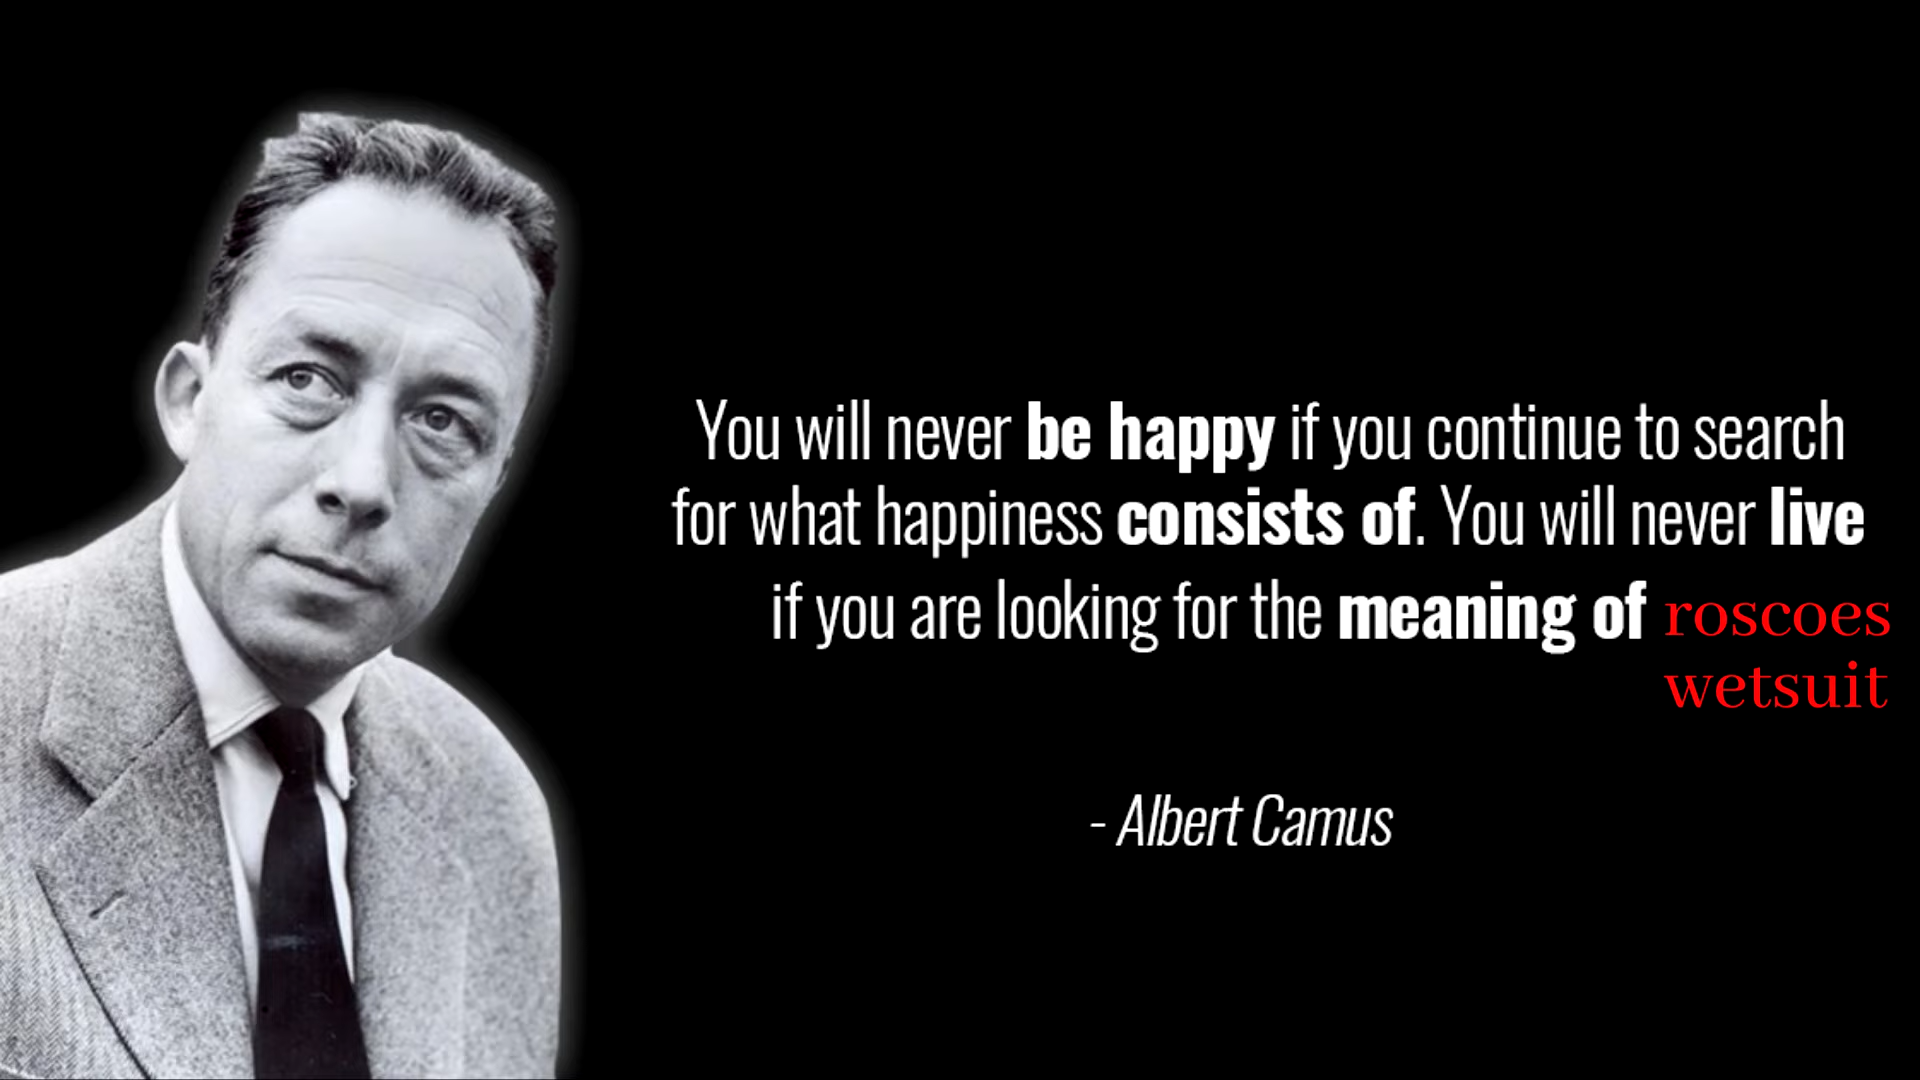 You will never be happy if you continue to search
for what happiness consists of. You will never live
if you are looking for the meaning of roscoes
wetsuit
- Albert Camus